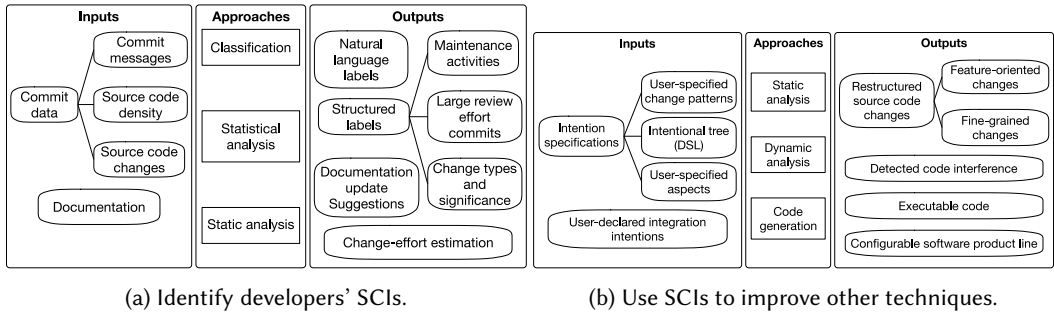 Inputs
Commit
messages
Commit
data
Source code
density
Source code
changes
Documentation
Approaches
Classification
Statistical
analysis
Static analysis
Outputs
Natural
language
labels
Maintenance
activities
Structured
labels
Large review
effort
commits
Documentation
update
Suggestions
Change types
and
significance
Change-effort estimation
(a) Identify developers' SCIs.
Inputs
User-specified
change patterns
Intention
specifications
Intentional tree
(DSL)
User-specified
aspects
User-declared integration
intentions
Approaches
Static
analysis
Dynamic
analysis
Code
generation
Outputs
Restructured
source code
changes
Feature-oriented
changes
Fine-grained
changes
Detected code interference
Executable code
Configurable software product line
(b) Use SCIs to improve other techniques.